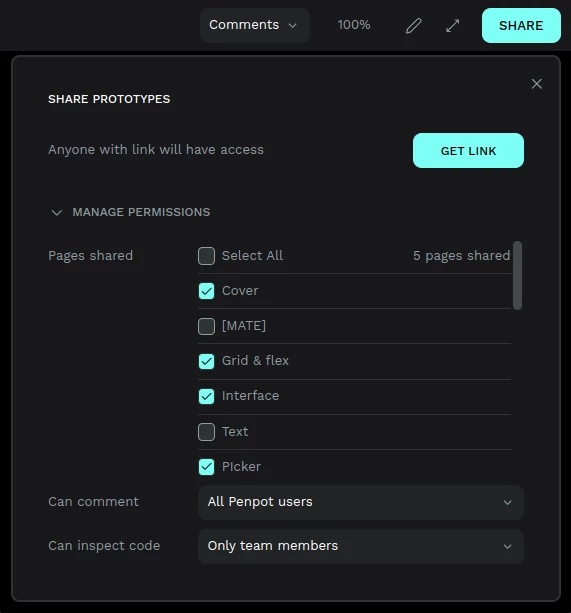 Comments 100% SHARE
SHARE PROTOTYPES
Anyone with link will have access GET LINK
MANAGE PERMISSIONS
Pages shared Select All 5 pages shared
Cover
[MATE]
Grid & flex
Interface
Text
PIcker
Can comment All Penpot users
Can inspect code Only team members